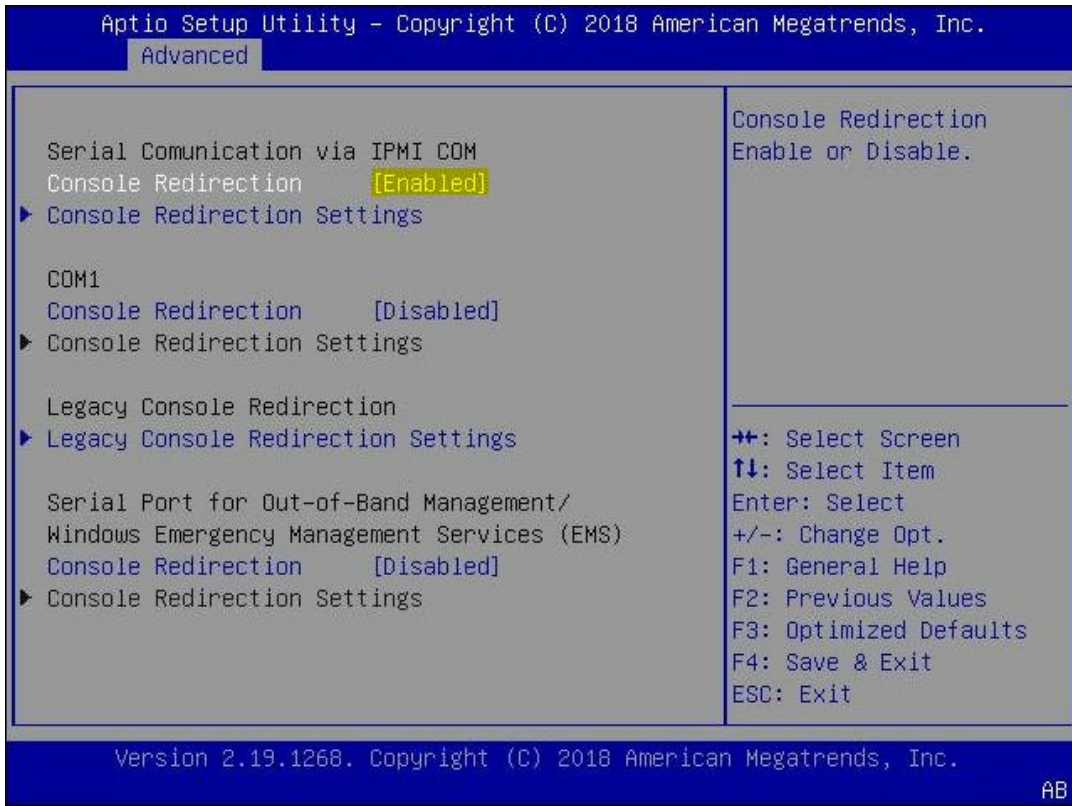 Aptio Setup Utility – Copyright (C) 2018 American Megatrends, Inc.
Advanced
Serial Comunication via IPMI COM
Console Redirection [Enabled]
Console Redirection Settings
COM1
Console Redirection [Disabled]
Console Redirection Settings
Legacy Console Redirection
Legacy Console Redirection Settings
Serial Port for Out-of-Band Management/
Windows Emergency Management Services (EMS)
Console Redirection [Disabled]
Console Redirection Settings
Console Redirection
Enable or Disable.
→←: Select Screen
↑↓: Select Item
Enter: Select
+/-: Change Opt.
F1: General Help
F2: Previous Values
F3: Optimized Defaults
F4: Save & Exit
ESC: Exit
Version 2.19.1268. Copyright (C) 2018 American Megatrends, Inc.
AB